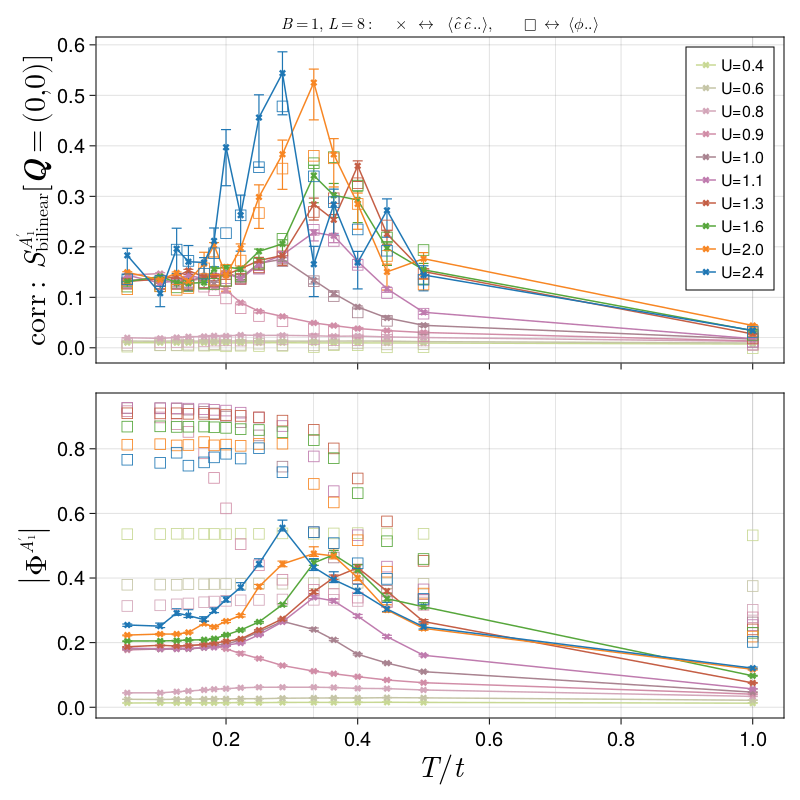 B = 1, L = 8 :  × ↔ ⟨ĉ ĉ ..⟩,  □ ↔ ⟨ϕ..⟩
corr : 𝒮^{A′₁}_{bilinear}[𝑸 = (0,0)]
0.6
0.5
0.4
0.3
0.2
0.1
0.0
U=0.4
U=0.6
U=0.8
U=0.9
U=1.0
U=1.1
U=1.3
U=1.6
U=2.0
U=2.4
|Φ^{A′₁}|
0.8
0.6
0.4
0.2
0.0
0.2 0.4 0.6 0.8 1.0
T/t